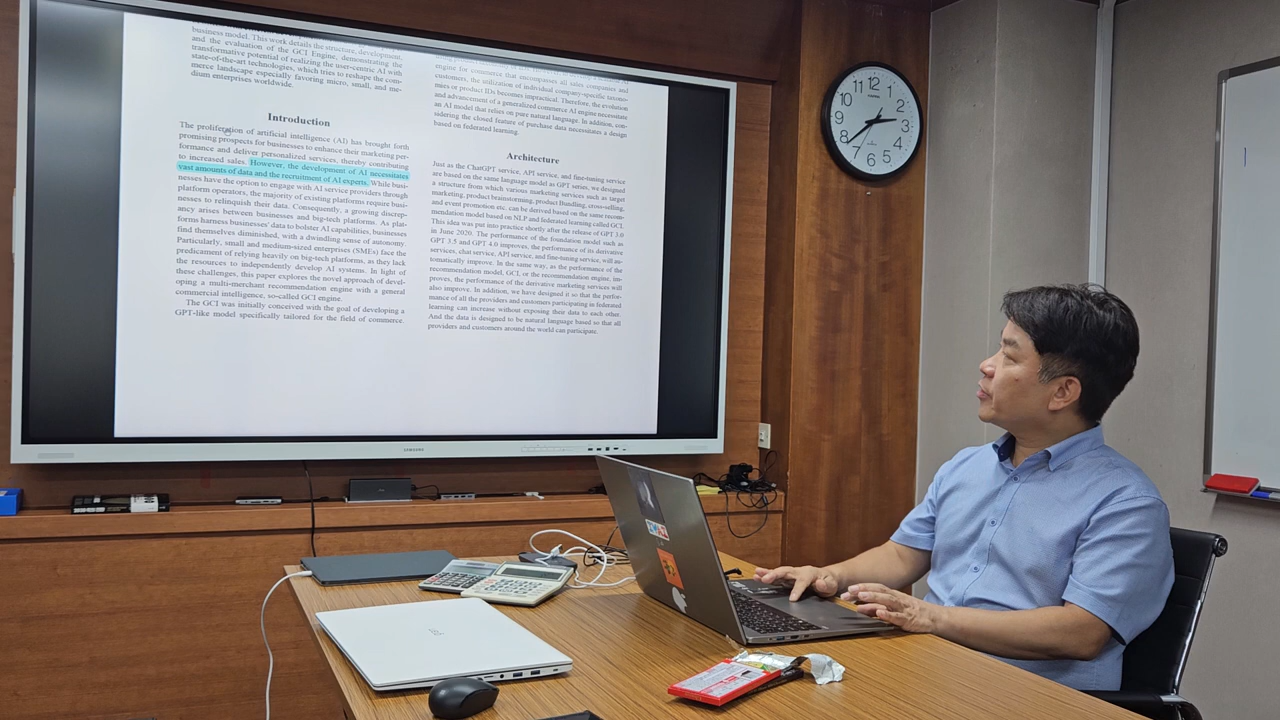 business model. This work details the structure, development,
and the evaluation of the GCI Engine, demonstrating the
transformative potential of realizing the user-centric AI with
state-of-the-art technologies, which tries to reshape the com-
merce landscape especially favoring micro, small, and me-
dium enterprises worldwide.
Introduction
The proliferation of artificial intelligence (AI) has brought forth
promising prospects for businesses to enhance their marketing per-
formance and deliver personalized services, thereby contributing
to increased sales. However, the development of AI necessitates
vast amounts of data and the recruitment of AI experts. While busi-
nesses have the option to engage with AI service providers through
platform operators, the majority of existing platforms require busi-
nesses to relinquish their data. Consequently, a growing discrep-
ancy arises between businesses and big-tech platforms. As plat-
forms harness businesses' data to bolster AI capabilities, businesses
find themselves diminished, with a dwindling sense of autonomy.
Particularly, small and medium-sized enterprises (SMEs) face the
predicament of relying heavily on big-tech platforms, as they lack
the resources to independently develop AI systems. In light of
these challenges, this paper explores the novel approach of devel-
oping a multi-merchant recommendation engine with a general
commercial intelligence, so-called GCI engine.
The GCI was initially conceived with the goal of developing a
GPT-like model specifically tailored for the field of commerce.
engine for commerce that encompasses all sales companies and
customers, the utilization of individual company-specific taxono-
mies or product IDs becomes impractical. Therefore, the evolution
and advancement of a generalized commerce AI engine necessitate
an AI model that relies on pure natural language. In addition, con-
sidering the closed feature of purchase data necessitates a design
based on federated learning.
Architecture
Just as the ChatGPT service, API service, and fine-tuning service
are based on the same language model as GPT series, we designed
a structure from which various marketing services such as target
marketing, product brainstorming, product Bundling, cross-selling,
and event promotion etc. can be derived based on the same recom-
mendation model based on NLP and federated learning called GCI.
This idea was put into practice shortly after the release of GPT 3.0
in June 2020. The performance of the foundation model such as
GPT 3.5 and GPT 4.0 improves, the performance of its derivative
services, chat service, API service, and fine-tuning service, will au-
tomatically improve. In the same way, as the performance of the
recommendation model, GCI, or the recommendation engine, im-
proves, the performance of the derivative marketing services will
also improve. In addition, we have designed it so that the perfor-
mance of all the providers and customers participating in federated
learning can increase without exposing their data to each other.
And the data is designed to be natural language based so that all
providers and customers around the world can participate.
SAMSUNG
12
1
2
3
4
5
6
7
8
9
10
11